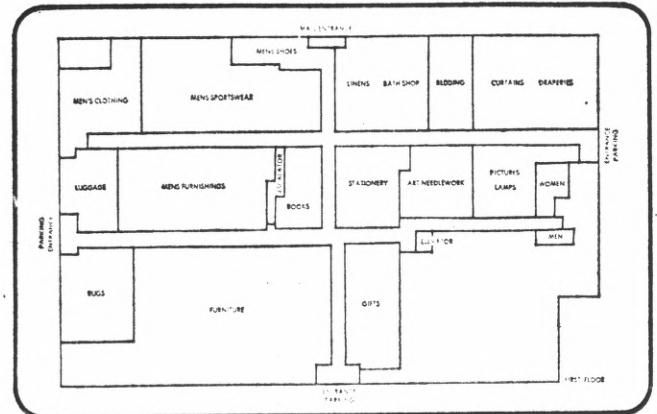 MAIN ENTRANCE
MENS SHOES
LINENS BATH SHOP BEDDING CURTAINS DRAPERIES
MEN'S CLOTHING MENS SPORTSWEAR
ENTRANCE
PARKING
LUGGAGE MENS FURNISHINGS ESCALATOR BOOKS
STATIONERY ART NEEDLEWORK PICTURES
LAMPS
WOMEN
MEN
ELEVATOR
PARKING
ENTRANCE
RUGS
FURNITURE
GIFTS
FIRST FLOOR
ENTRANCE
PARKING